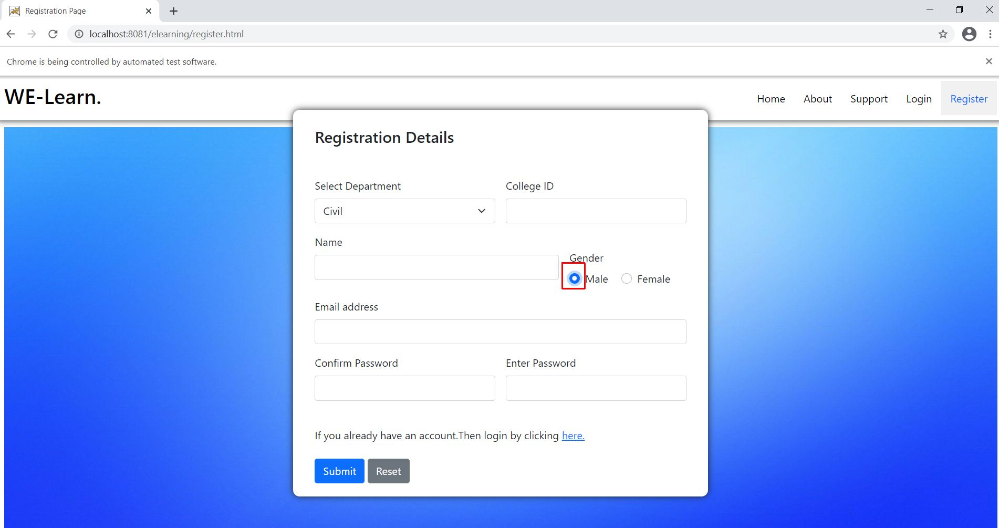 Registration Page
localhost:8081/elearning/register.html
Chrome is being controlled by automated test software.
WE-Learn.
Home About Support Login Register
Registration Details
Select Department College ID
Civil
Name
Gender
Male Female
Email address
Confirm Password Enter Password
If you already have an account.Then login by clicking here.
Submit Reset